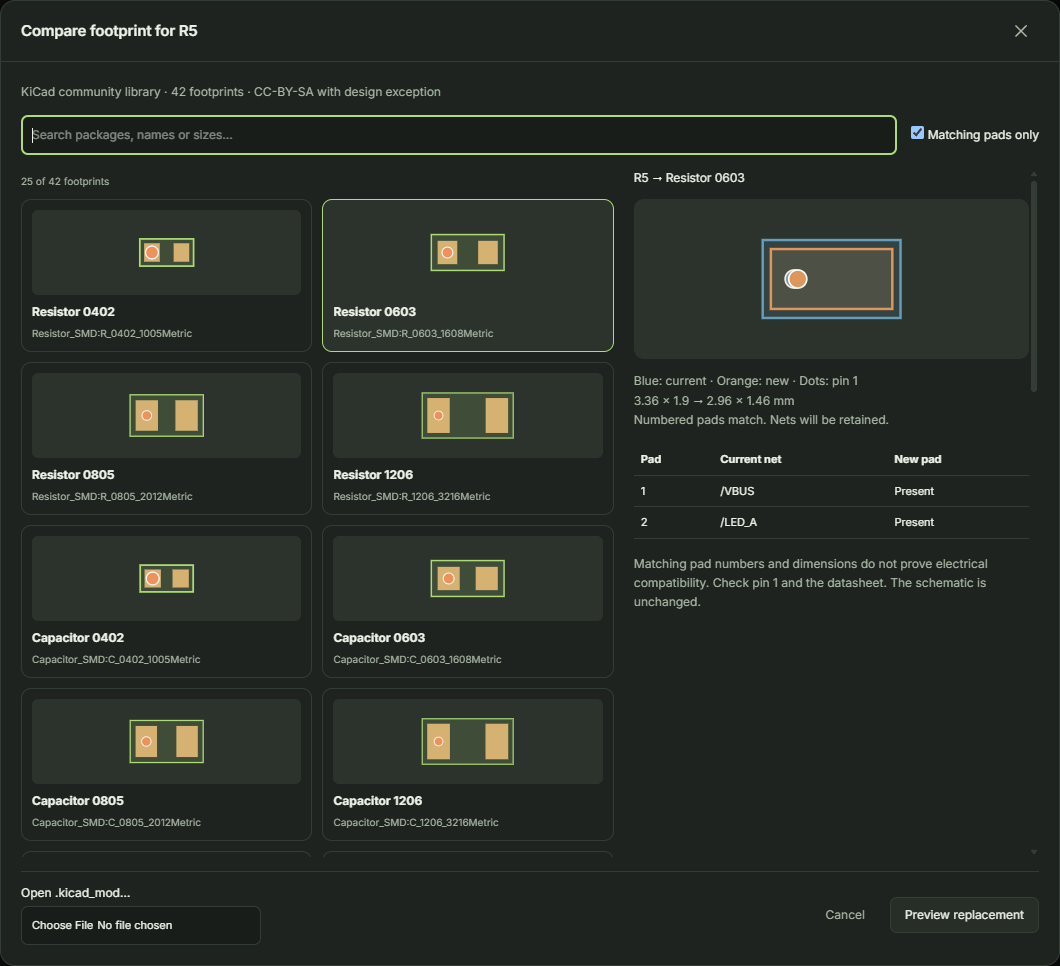 Compare footprint for R5
KiCad community library · 42 footprints · CC-BY-SA with design exception
Search packages, names or sizes...
Matching pads only
25 of 42 footprints
Resistor 0402
Resistor_SMD:R_0402_1005Metric
Resistor 0603
Resistor_SMD:R_0603_1608Metric
Resistor 0805
Resistor_SMD:R_0805_2012Metric
Resistor 1206
Resistor_SMD:R_1206_3216Metric
Capacitor 0402
Capacitor_SMD:C_0402_1005Metric
Capacitor 0603
Capacitor_SMD:C_0603_1608Metric
Capacitor 0805
Capacitor_SMD:C_0805_2012Metric
Capacitor 1206
Capacitor_SMD:C_1206_3216Metric
R5 → Resistor 0603
Blue: current · Orange: new · Dots: pin 1
3.36 × 1.9 → 2.96 × 1.46 mm
Numbered pads match. Nets will be retained.
Pad Current net New pad
1 /VBUS Present
2 /LED_A Present
Matching pad numbers and dimensions do not prove electrical
compatibility. Check pin 1 and the datasheet. The schematic is
unchanged.
Open .kicad_mod...
Choose File No file chosen
Cancel
Preview replacement